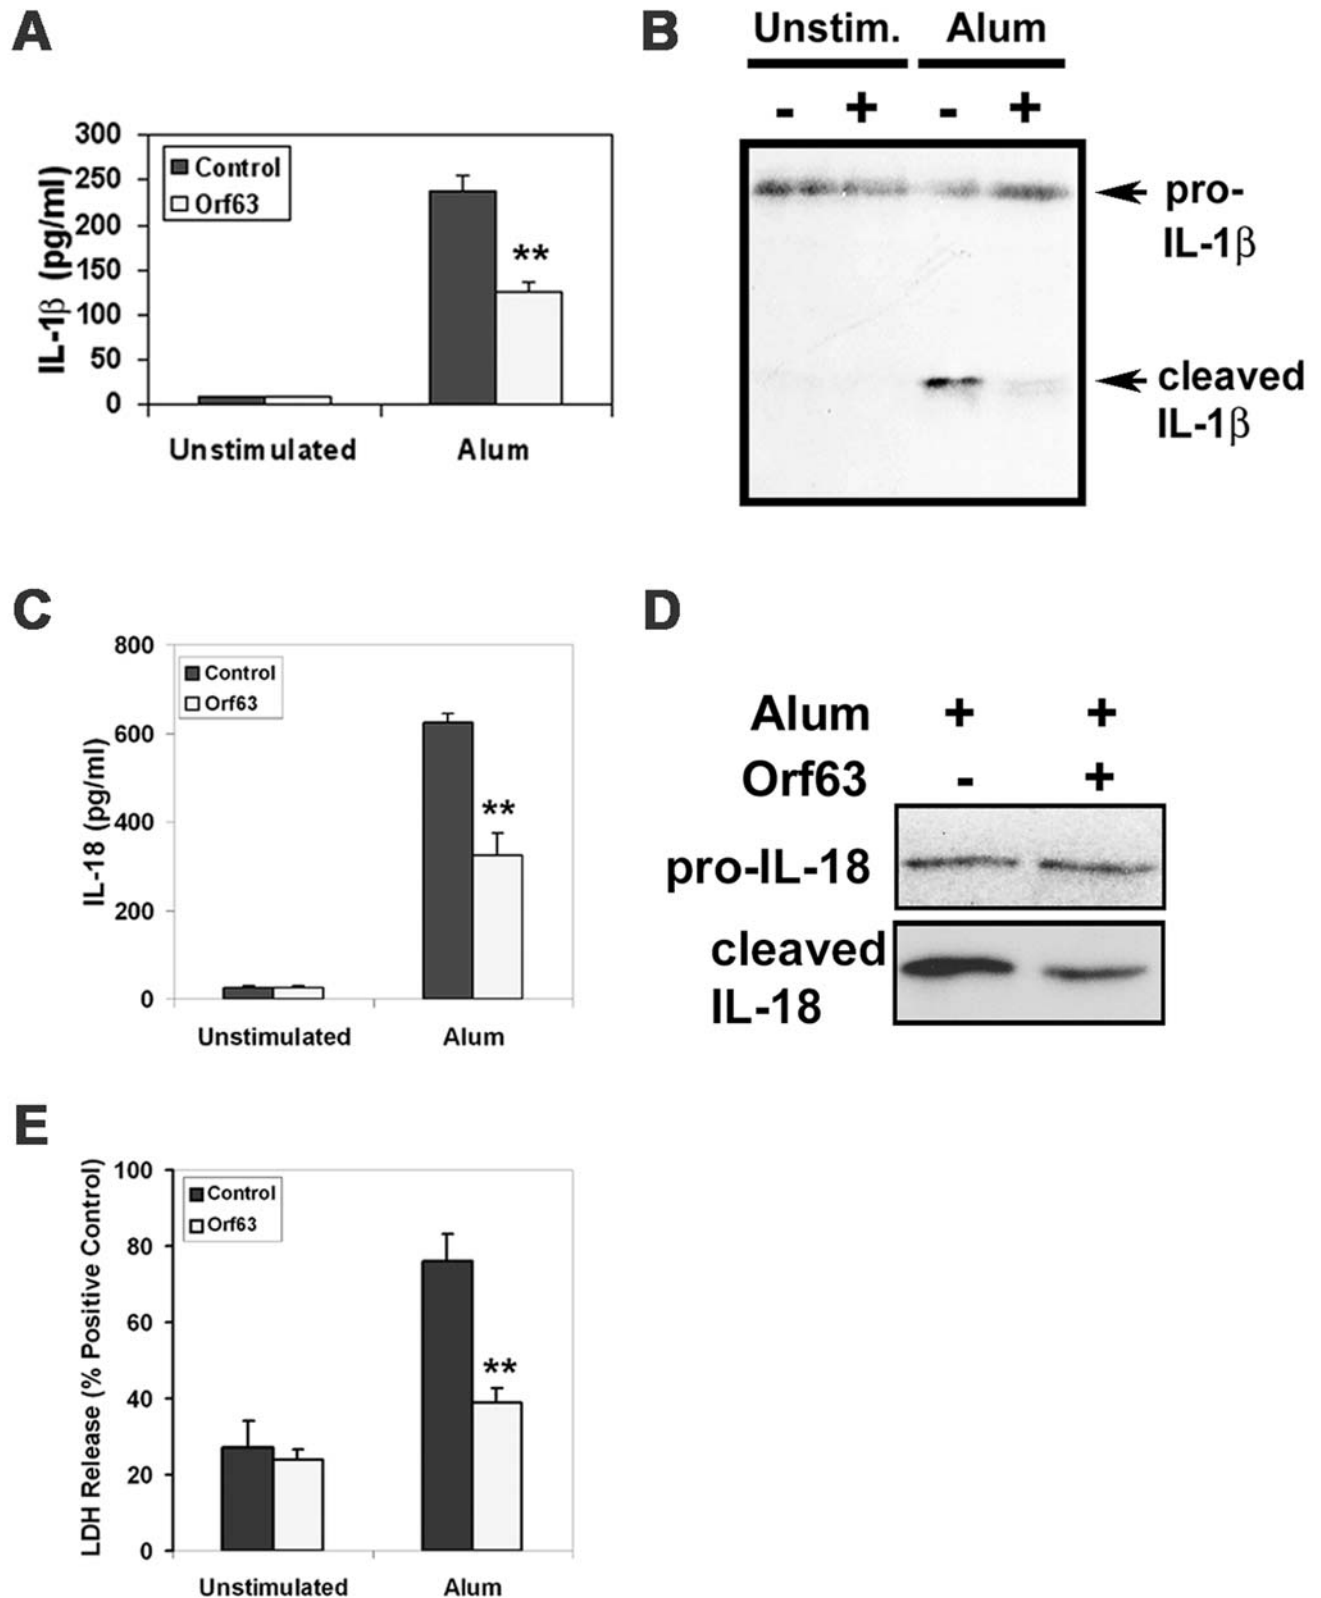 A
300
250
200
150
100
50
0
IL-1β (pg/ml)
Control
Orf63
**
Unstimulated Alum
B
Unstim. Alum
- + - +
pro-
IL-1β
cleaved
IL-1β
C
800
600
400
200
0
IL-18 (pg/ml)
Control
Orf63
**
Unstimulated Alum
D
Alum + +
Orf63 - +
pro-IL-18
cleaved
IL-18
E
100
80
60
40
20
0
LDH Release (% Positive Control)
Control
Orf63
**
Unstimulated Alum